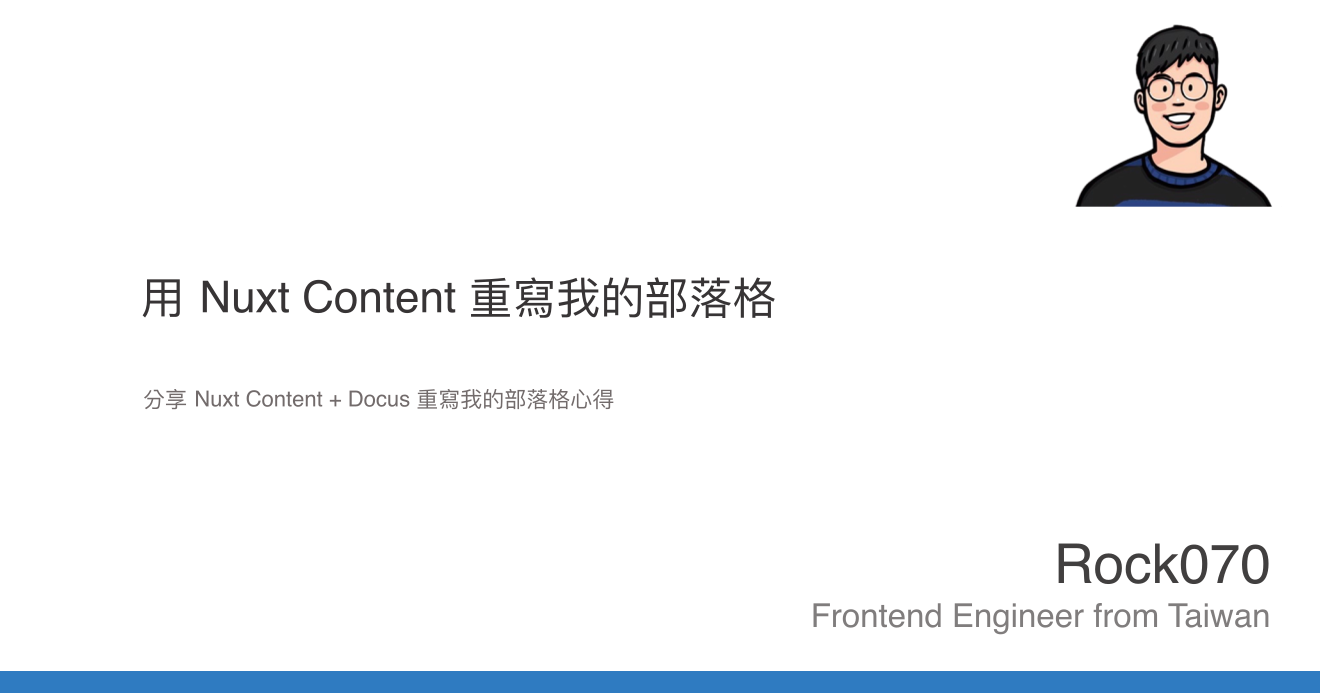 用 Nuxt Content 重寫我的部落格
分享 Nuxt Content + Docus 重寫我的部落格心得
Rock070
Frontend Engineer from Taiwan